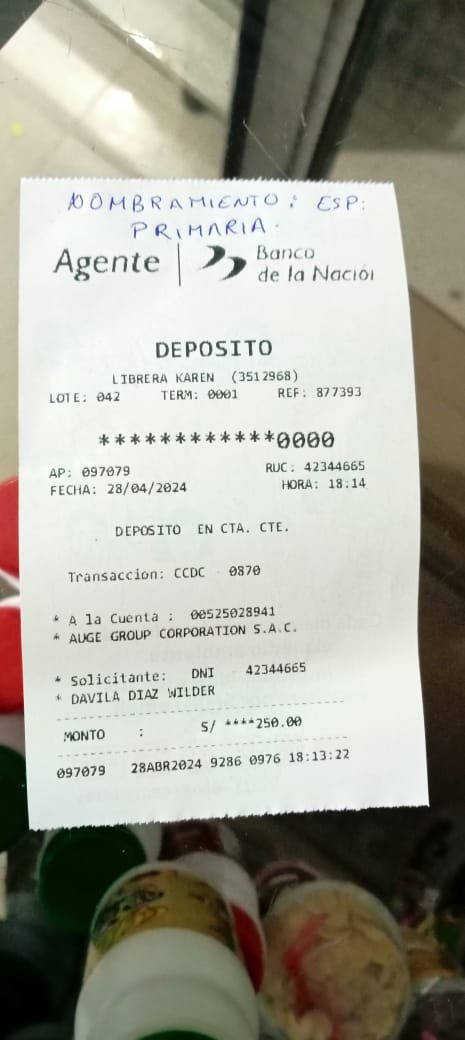 NOMBRAMIENTO: ESP:
PRIMARIA.
Agente | Banco
de la Nación
DEPOSITO
LIBRERA KAREN (3512968)
LOTE: 042 TERM: 0001 REF: 877393
************0000
AP: 097079 RUC: 42344665
FECHA: 28/04/2024 HORA: 18:14
DEPOSITO EN CTA. CTE.
Transaccion: CCDC 0870
* A la Cuenta : 00525028941
* AUGE GROUP CORPORATION S.A.C.
* Solicitante: DNI 42344665
* DAVILA DIAZ WILDER
MONTO : S/ ****250.00
097079 28ABR2024 9286 0976 18:13:22